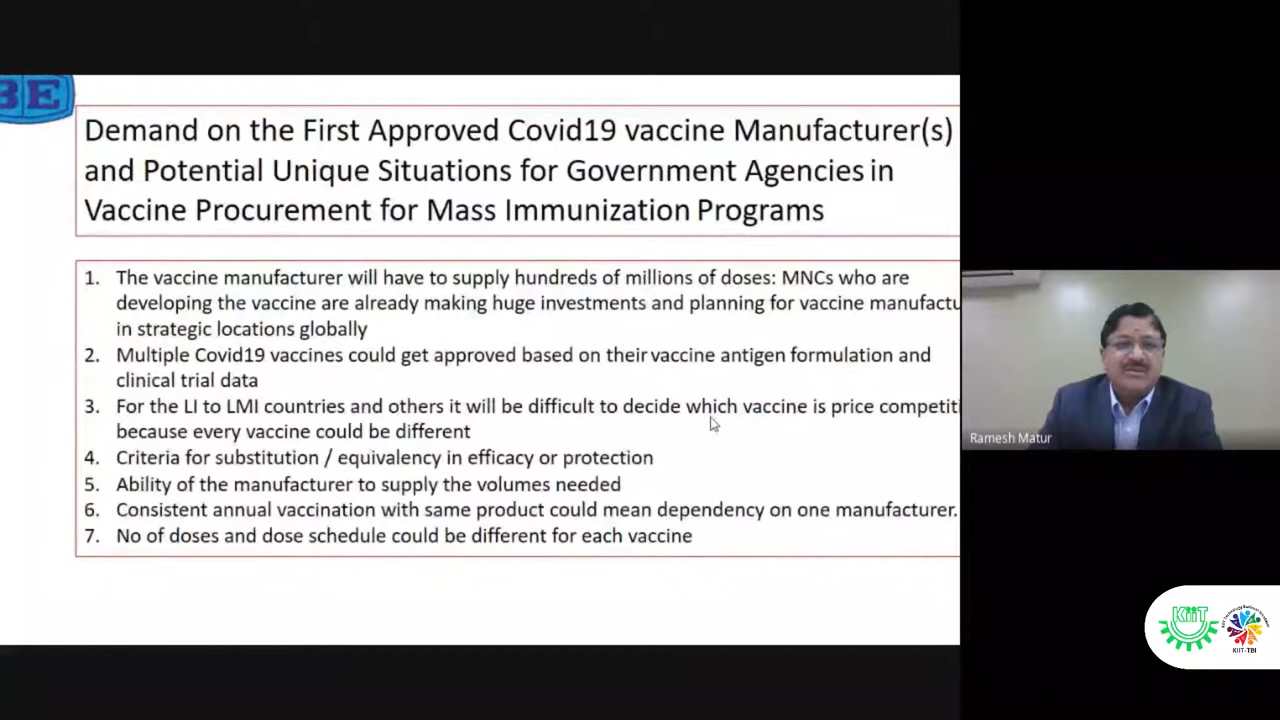 BE
Demand on the First Approved Covid19 vaccine Manufacturer(s)
and Potential Unique Situations for Government Agencies in
Vaccine Procurement for Mass Immunization Programs
1. The vaccine manufacturer will have to supply hundreds of millions of doses: MNCs who are
developing the vaccine are already making huge investments and planning for vaccine manufactu
in strategic locations globally
2. Multiple Covid19 vaccines could get approved based on their vaccine antigen formulation and
clinical trial data
3. For the LI to LMI countries and others it will be difficult to decide which vaccine is price competiti
because every vaccine could be different
4. Criteria for substitution / equivalency in efficacy or protection
5. Ability of the manufacturer to supply the volumes needed
6. Consistent annual vaccination with same product could mean dependency on one manufacturer.
7. No of doses and dose schedule could be different for each vaccine
Ramesh Matur
KiiT
KIIT-TBI